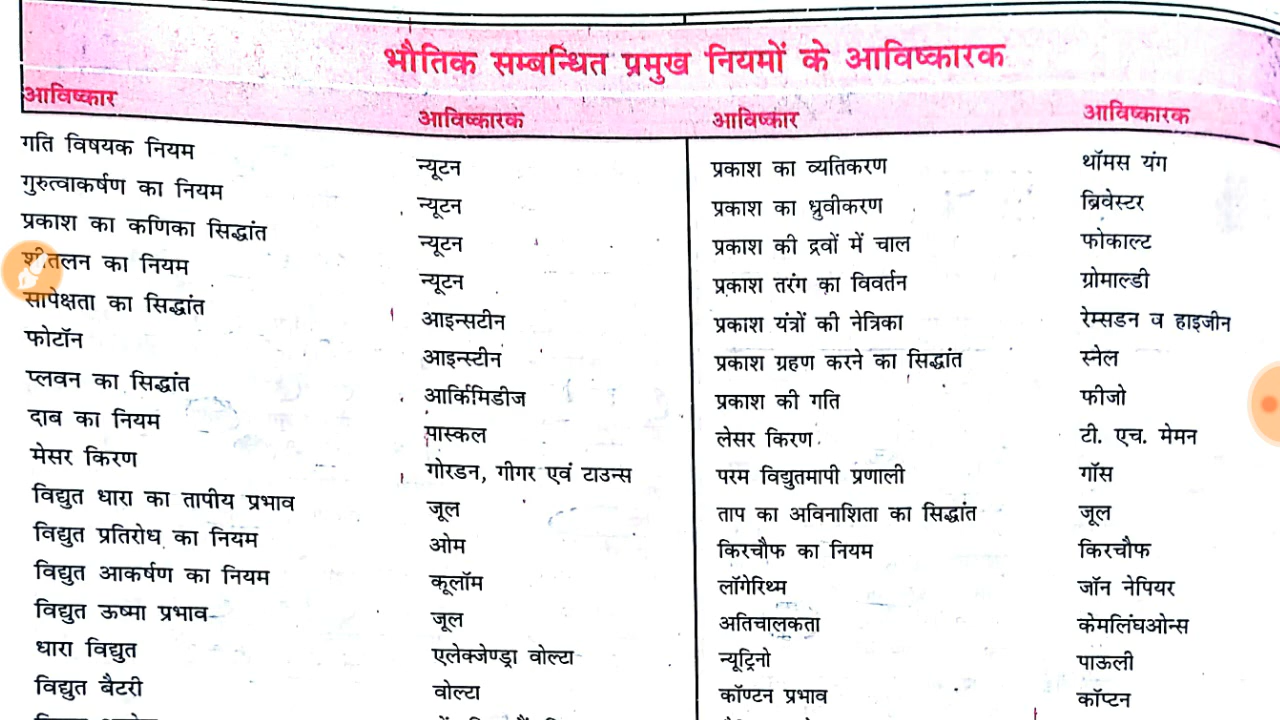 भौतिक सम्बन्धित प्रमुख नियमों के आविष्कारक
आविष्कार आविष्कारक
गति विषयक नियम न्यूटन
गुरुत्वाकर्षण का नियम न्यूटन
प्रकाश का कणिका सिद्धांत न्यूटन
शीतलन का नियम न्यूटन
सापेक्षता का सिद्धांत आइन्सटीन
फोटॉन आइन्स्टीन
प्लवन का सिद्धांत आर्किमिडीज
दाब का नियम पास्कल
मेसर किरण गोरडन, गीगर एवं टाउन्स
विद्युत धारा का तापीय प्रभाव जूल
विद्युत प्रतिरोध का नियम ओम
विद्युत आकर्षण का नियम कूलॉम
विद्युत ऊष्मा प्रभाव जूल
धारा विद्युत एलेक्जेण्ड्रा वोल्टा
विद्युत बैटरी वोल्टा
आविष्कार आविष्कारक
प्रकाश का व्यतिकरण थॉमस यंग
प्रकाश का ध्रुवीकरण ब्रिवेस्टर
प्रकाश की द्रवों में चाल फोकाल्ट
प्रकाश तरंग का विवर्तन ग्रोमाल्डी
प्रकाश यंत्रों की नेत्रिका रेम्सडन व हाइजीन
प्रकाश ग्रहण करने का सिद्धांत स्नेल
प्रकाश की गति फीजो
लेसर किरण टी. एच. मेमन
परम विद्युतमापी प्रणाली गॉस
ताप का अविनाशिता का सिद्धांत जूल
किरचौफ का नियम किरचौफ
लॉगेरिथ्म जॉन नेपियर
अतिचालकता केमलिंघओन्स
न्यूट्रिनो पाऊली
कॉण्टन प्रभाव कॉप्टन